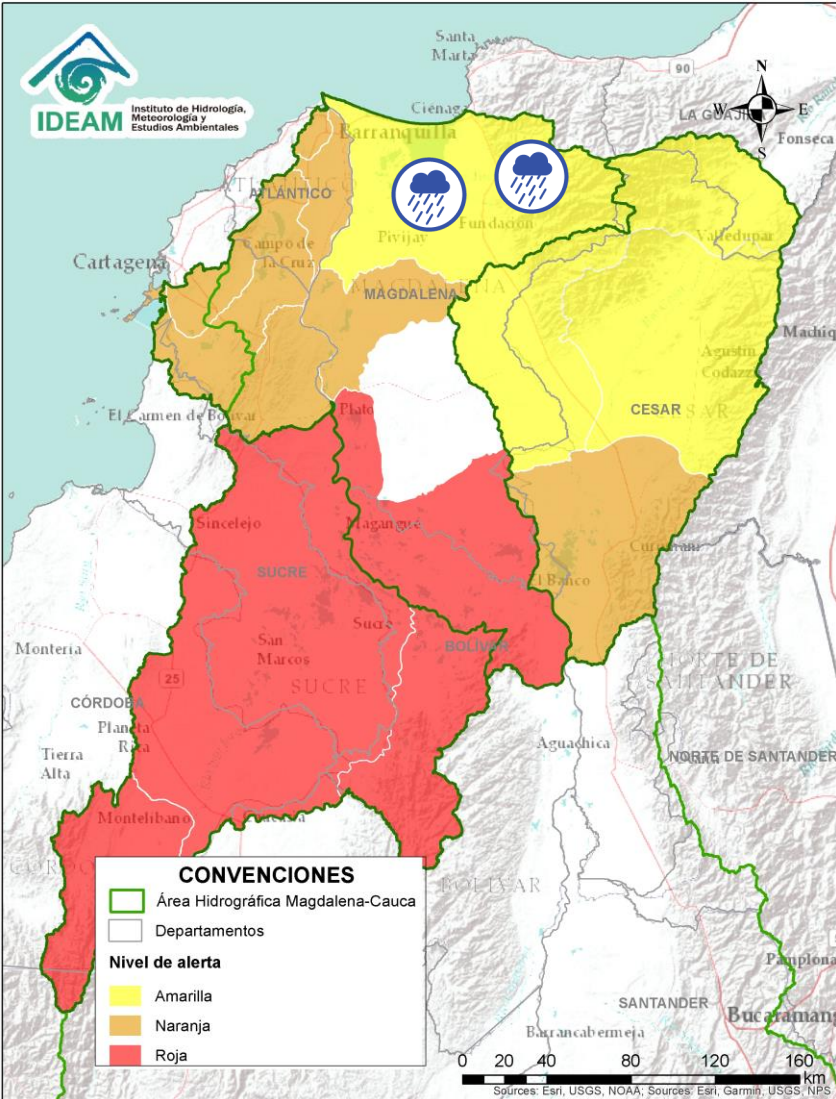 IDEAM
Instituto de Hidrología,
Meteorología y
Estudios Ambientales
Santa
Marta
90
N
W
E
S
Ciénaga
LA GUAJIR
Fonseca
Barranquilla
ATLÁNTICO
Fundación
Pivijay
Valledupar
Campo de
la Cruz
Cartagena
MAGDALENA
Agustín
Codazzi
El Carmen de Bolívar
Plato
CESAR
Sincelejo
Magangué
SUCRE
El Banco
Sucre
San
Marcos
BOLÍVAR
Montería
SUCRE
25
NORTE DE
SANTANDER
CÓRDOBA
Planeta
Rica
Tierra
Alta
Aguachica
NORTE DE SANTANDER
Montelíbano
BOLÍVAR
CONVENCIONES
Área Hidrográfica Magdalena-Cauca
Departamentos
Nivel de alerta
Amarilla
Naranja
Roja
Pamplona
SANTANDER
Bucaramang
Barrancabermeja
0 20 40 80 120 160
km
Sources: Esri, USGS, NOAA; Sources: Esri, Garmin, USGS, NPS